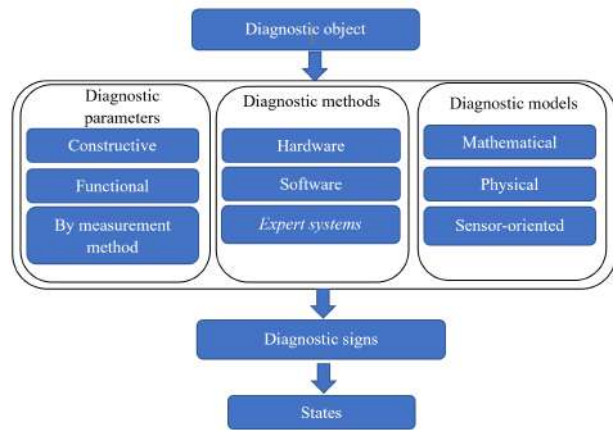 Diagnostic object
Diagnostic
parameters
Constructive
Functional
By measurement
method
Diagnostic methods
Hardware
Software
Expert systems
Diagnostic models
Mathematical
Physical
Sensor-oriented
Diagnostic signs
States